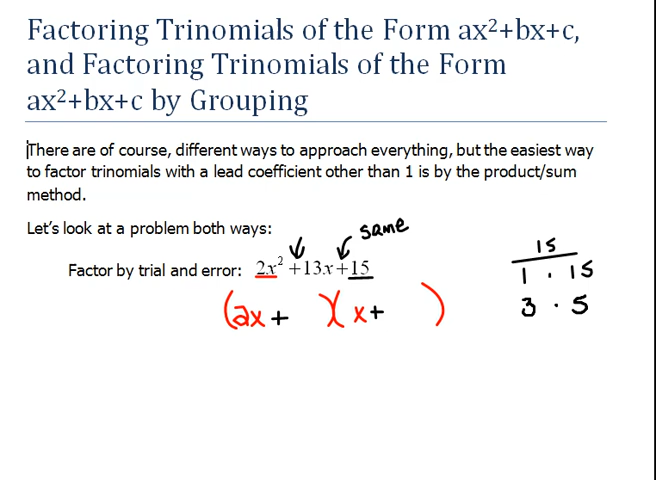 Factoring Trinomials of the Form ax²+bx+c,
and Factoring Trinomials of the Form
ax²+bx+c by Grouping
There are of course, different ways to approach everything, but the easiest way
to factor trinomials with a lead coefficient other than 1 is by the product/sum
method.
Let's look at a problem both ways:
same
Factor by trial and error: 2x² +13x+15
(2x + )(x+ )
15
1 · 15
3 · 5